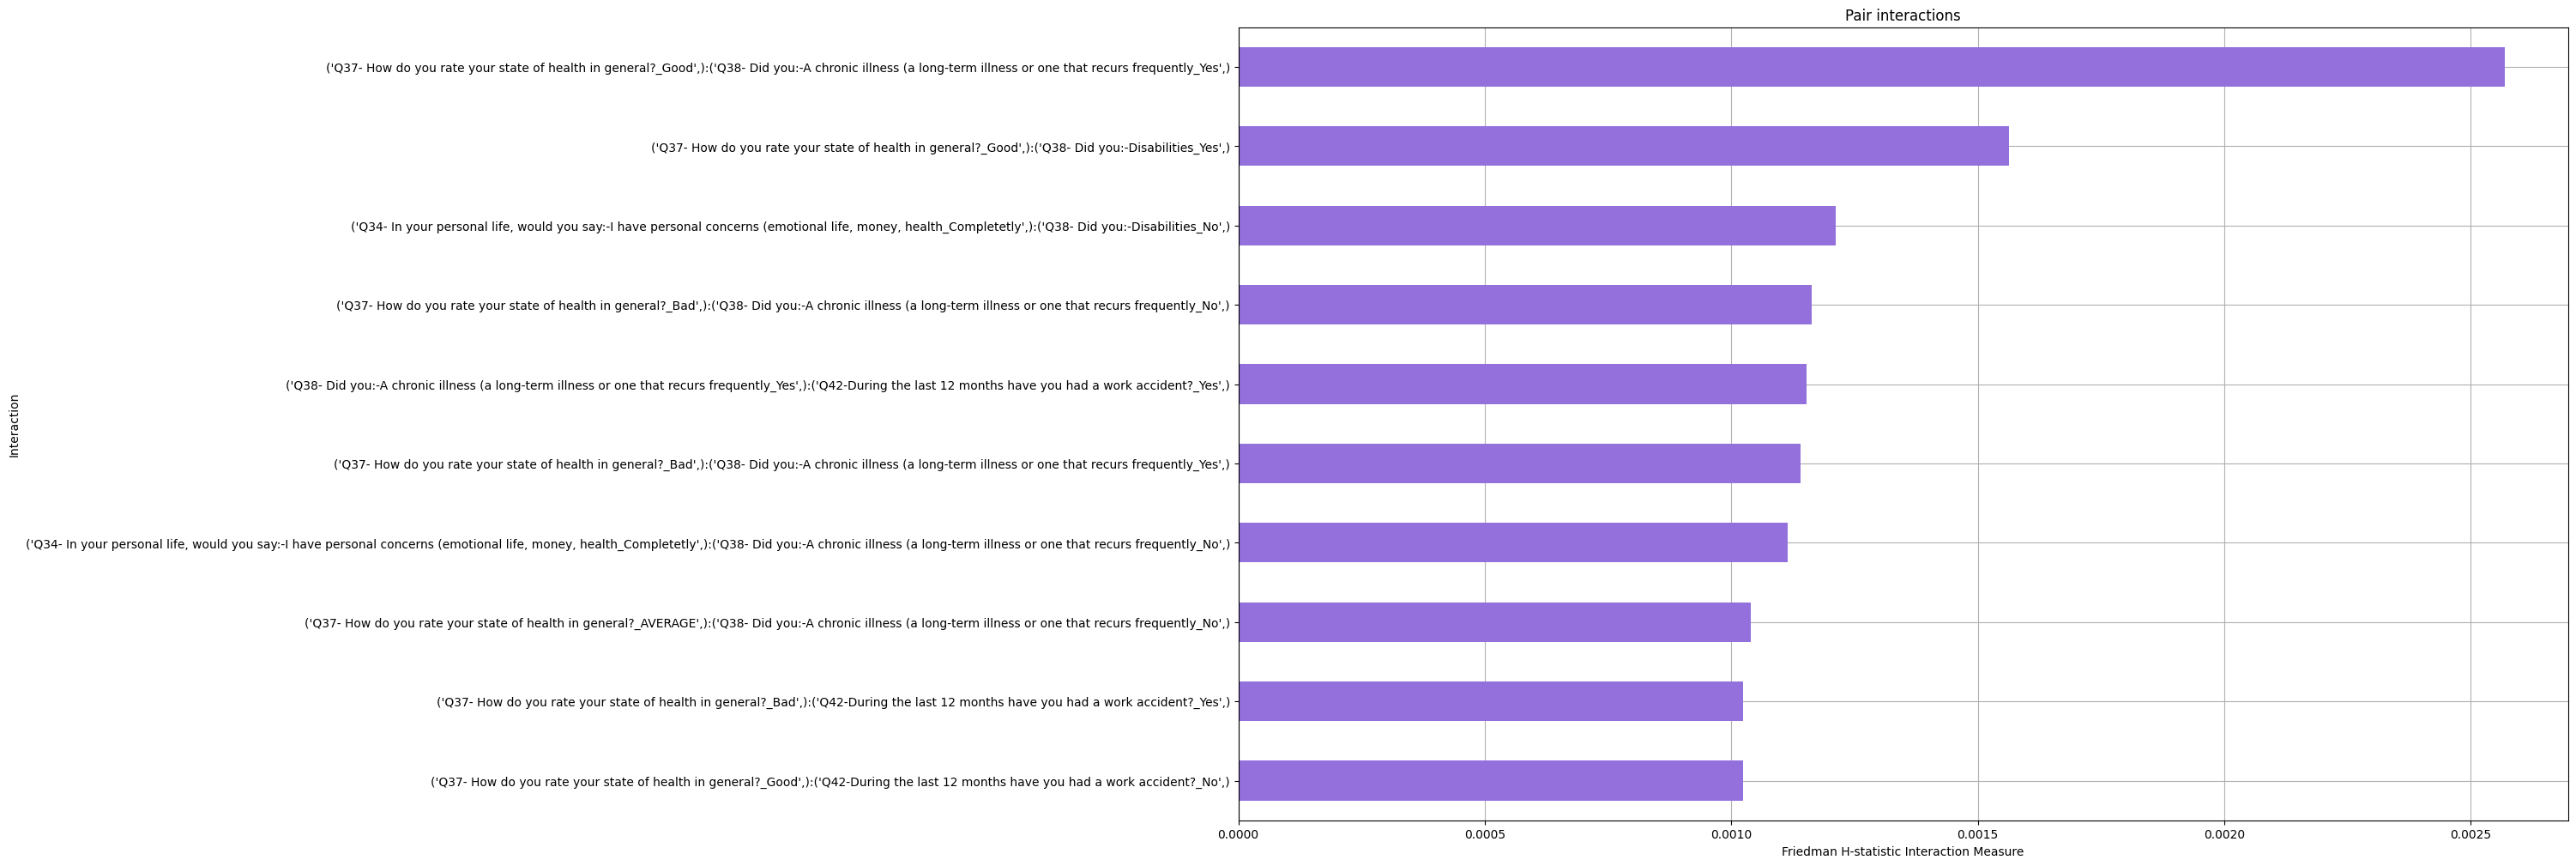 Pair interactions
('Q37- How do you rate your state of health in general?_Good',):('Q38- Did you:-A chronic illness (a long-term illness or one that recurs frequently_Yes',)
('Q37- How do you rate your state of health in general?_Good',):('Q38- Did you:-Disabilities_Yes',)
('Q34- In your personal life, would you say:-I have personal concerns (emotional life, money, health_Completetly',):('Q38- Did you:-Disabilities_No',)
('Q37- How do you rate your state of health in general?_Bad',):('Q38- Did you:-A chronic illness (a long-term illness or one that recurs frequently_No',)
('Q38- Did you:-A chronic illness (a long-term illness or one that recurs frequently_Yes',):('Q42-During the last 12 months have you had a work accident?_Yes',)
('Q37- How do you rate your state of health in general?_Bad',):('Q38- Did you:-A chronic illness (a long-term illness or one that recurs frequently_Yes',)
('Q34- In your personal life, would you say:-I have personal concerns (emotional life, money, health_Completetly',):('Q38- Did you:-A chronic illness (a long-term illness or one that recurs frequently_No',)
('Q37- How do you rate your state of health in general?_AVERAGE',):('Q38- Did you:-A chronic illness (a long-term illness or one that recurs frequently_No',)
('Q37- How do you rate your state of health in general?_Bad',):('Q42-During the last 12 months have you had a work accident?_Yes',)
('Q37- How do you rate your state of health in general?_Good',):('Q42-During the last 12 months have you had a work accident?_No',)
Interaction
0.0000 0.0005 0.0010 0.0015 0.0020 0.0025
Friedman H-statistic Interaction Measure